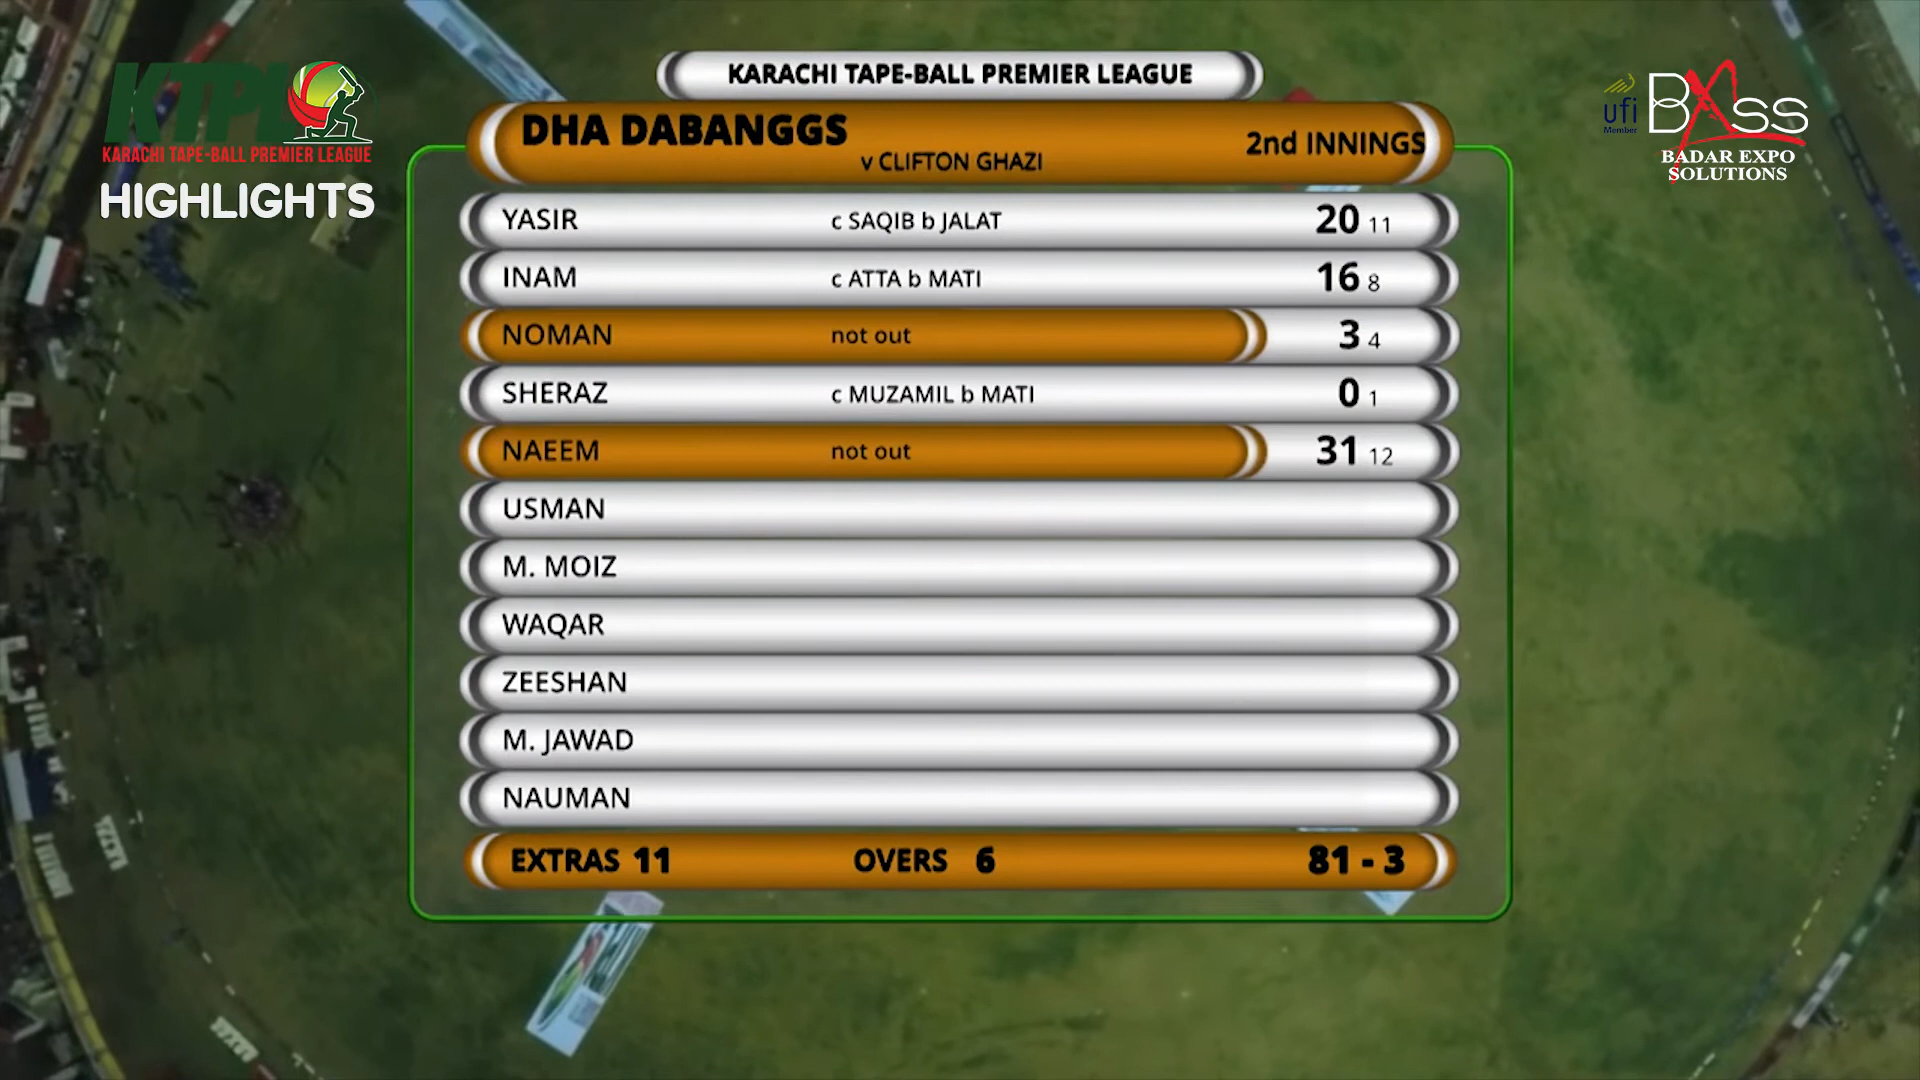 KTPL
KARACHI TAPE-BALL PREMIER LEAGUE
HIGHLIGHTS
KARACHI TAPE-BALL PREMIER LEAGUE
ufi
Member
BASS
BADAR EXPO
SOLUTIONS
DHA DABANGGS
v CLIFTON GHAZI
2nd INNINGS
YASIR c SAQIB b JALAT 20 11
INAM c ATTA b MATI 16 8
NOMAN not out 3 4
SHERAZ c MUZAMIL b MATI 0 1
NAEEM not out 31 12
USMAN
M. MOIZ
WAQAR
ZEESHAN
M. JAWAD
NAUMAN
EXTRAS 11 OVERS 6 81 - 3